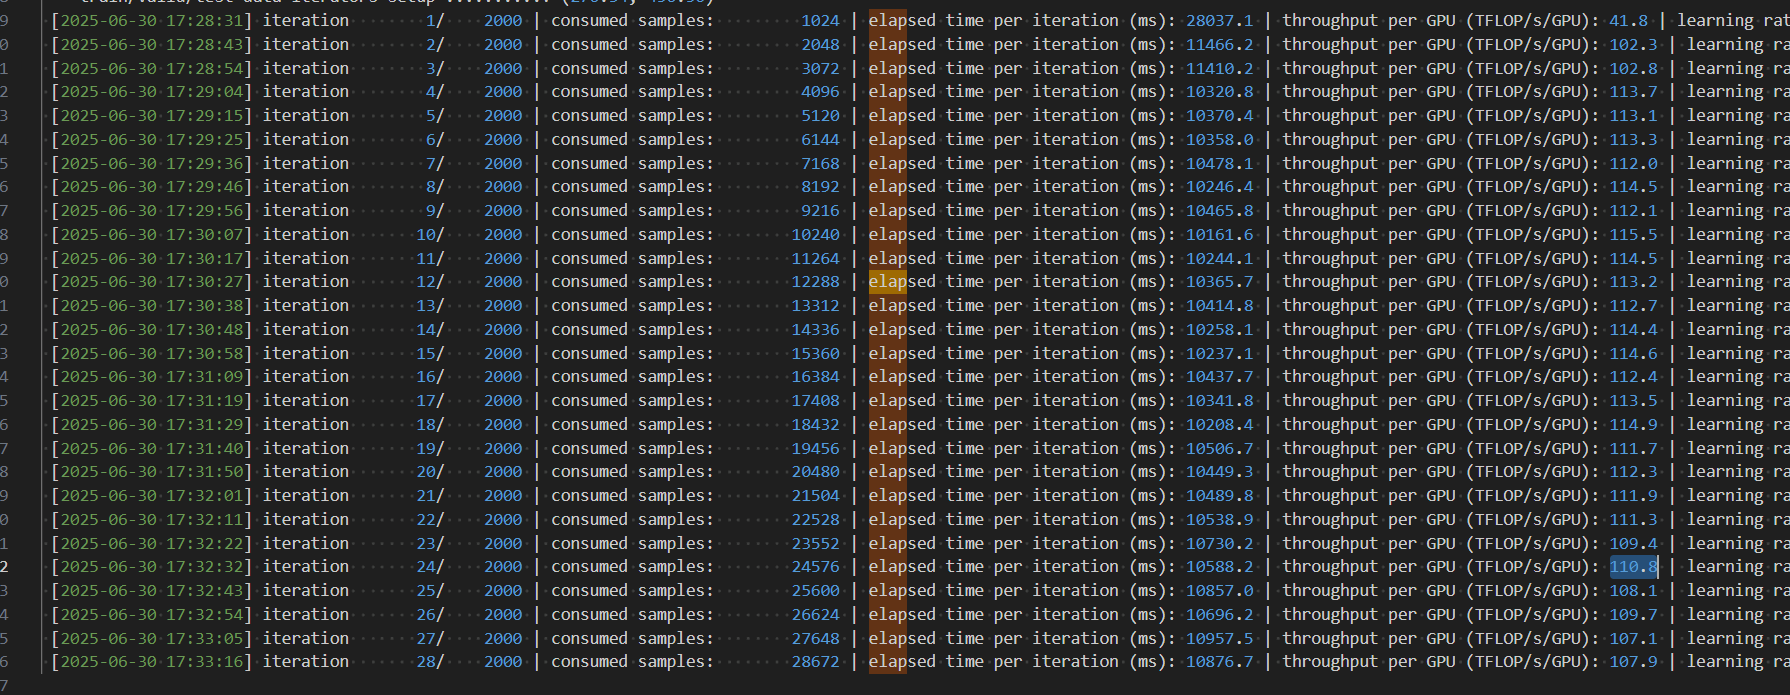 [2025-06-30 17:28:31] iteration 1/ 2000 | consumed samples: 1024 | elapsed time per iteration (ms): 28037.1 | throughput per GPU (TFLOP/s/GPU): 41.8 | learning rat
[2025-06-30 17:28:43] iteration 2/ 2000 | consumed samples: 2048 | elapsed time per iteration (ms): 11466.2 | throughput per GPU (TFLOP/s/GPU): 102.3 | learning ra
[2025-06-30 17:28:54] iteration 3/ 2000 | consumed samples: 3072 | elapsed time per iteration (ms): 11410.2 | throughput per GPU (TFLOP/s/GPU): 102.8 | learning ra
[2025-06-30 17:29:04] iteration 4/ 2000 | consumed samples: 4096 | elapsed time per iteration (ms): 10320.8 | throughput per GPU (TFLOP/s/GPU): 113.7 | learning ra
[2025-06-30 17:29:15] iteration 5/ 2000 | consumed samples: 5120 | elapsed time per iteration (ms): 10370.4 | throughput per GPU (TFLOP/s/GPU): 113.1 | learning ra
[2025-06-30 17:29:25] iteration 6/ 2000 | consumed samples: 6144 | elapsed time per iteration (ms): 10358.0 | throughput per GPU (TFLOP/s/GPU): 113.3 | learning ra
[2025-06-30 17:29:36] iteration 7/ 2000 | consumed samples: 7168 | elapsed time per iteration (ms): 10478.1 | throughput per GPU (TFLOP/s/GPU): 112.0 | learning ra
[2025-06-30 17:29:46] iteration 8/ 2000 | consumed samples: 8192 | elapsed time per iteration (ms): 10246.4 | throughput per GPU (TFLOP/s/GPU): 114.5 | learning ra
[2025-06-30 17:29:56] iteration 9/ 2000 | consumed samples: 9216 | elapsed time per iteration (ms): 10465.8 | throughput per GPU (TFLOP/s/GPU): 112.1 | learning ra
[2025-06-30 17:30:07] iteration 10/ 2000 | consumed samples: 10240 | elapsed time per iteration (ms): 10161.6 | throughput per GPU (TFLOP/s/GPU): 115.5 | learning ra
[2025-06-30 17:30:17] iteration 11/ 2000 | consumed samples: 11264 | elapsed time per iteration (ms): 10244.1 | throughput per GPU (TFLOP/s/GPU): 114.5 | learning ra
[2025-06-30 17:30:27] iteration 12/ 2000 | consumed samples: 12288 | elapsed time per iteration (ms): 10365.7 | throughput per GPU (TFLOP/s/GPU): 113.2 | learning ra
[2025-06-30 17:30:38] iteration 13/ 2000 | consumed samples: 13312 | elapsed time per iteration (ms): 10414.8 | throughput per GPU (TFLOP/s/GPU): 112.7 | learning ra
[2025-06-30 17:30:48] iteration 14/ 2000 | consumed samples: 14336 | elapsed time per iteration (ms): 10258.1 | throughput per GPU (TFLOP/s/GPU): 114.4 | learning ra
[2025-06-30 17:30:58] iteration 15/ 2000 | consumed samples: 15360 | elapsed time per iteration (ms): 10237.1 | throughput per GPU (TFLOP/s/GPU): 114.6 | learning ra
[2025-06-30 17:31:09] iteration 16/ 2000 | consumed samples: 16384 | elapsed time per iteration (ms): 10437.7 | throughput per GPU (TFLOP/s/GPU): 112.4 | learning ra
[2025-06-30 17:31:19] iteration 17/ 2000 | consumed samples: 17408 | elapsed time per iteration (ms): 10341.8 | throughput per GPU (TFLOP/s/GPU): 113.5 | learning ra
[2025-06-30 17:31:29] iteration 18/ 2000 | consumed samples: 18432 | elapsed time per iteration (ms): 10208.4 | throughput per GPU (TFLOP/s/GPU): 114.9 | learning ra
[2025-06-30 17:31:40] iteration 19/ 2000 | consumed samples: 19456 | elapsed time per iteration (ms): 10506.7 | throughput per GPU (TFLOP/s/GPU): 111.7 | learning ra
[2025-06-30 17:31:50] iteration 20/ 2000 | consumed samples: 20480 | elapsed time per iteration (ms): 10449.3 | throughput per GPU (TFLOP/s/GPU): 112.3 | learning ra
[2025-06-30 17:32:01] iteration 21/ 2000 | consumed samples: 21504 | elapsed time per iteration (ms): 10489.8 | throughput per GPU (TFLOP/s/GPU): 111.9 | learning ra
[2025-06-30 17:32:11] iteration 22/ 2000 | consumed samples: 22528 | elapsed time per iteration (ms): 10538.9 | throughput per GPU (TFLOP/s/GPU): 111.3 | learning ra
[2025-06-30 17:32:22] iteration 23/ 2000 | consumed samples: 23552 | elapsed time per iteration (ms): 10730.2 | throughput per GPU (TFLOP/s/GPU): 109.4 | learning ra
[2025-06-30 17:32:32] iteration 24/ 2000 | consumed samples: 24576 | elapsed time per iteration (ms): 10588.2 | throughput per GPU (TFLOP/s/GPU): 110.8 | learning ra
[2025-06-30 17:32:43] iteration 25/ 2000 | consumed samples: 25600 | elapsed time per iteration (ms): 10857.0 | throughput per GPU (TFLOP/s/GPU): 108.1 | learning ra
[2025-06-30 17:32:54] iteration 26/ 2000 | consumed samples: 26624 | elapsed time per iteration (ms): 10696.2 | throughput per GPU (TFLOP/s/GPU): 109.7 | learning ra
[2025-06-30 17:33:05] iteration 27/ 2000 | consumed samples: 27648 | elapsed time per iteration (ms): 10957.5 | throughput per GPU (TFLOP/s/GPU): 107.1 | learning ra
[2025-06-30 17:33:16] iteration 28/ 2000 | consumed samples: 28672 | elapsed time per iteration (ms): 10876.7 | throughput per GPU (TFLOP/s/GPU): 107.9 | learning ra